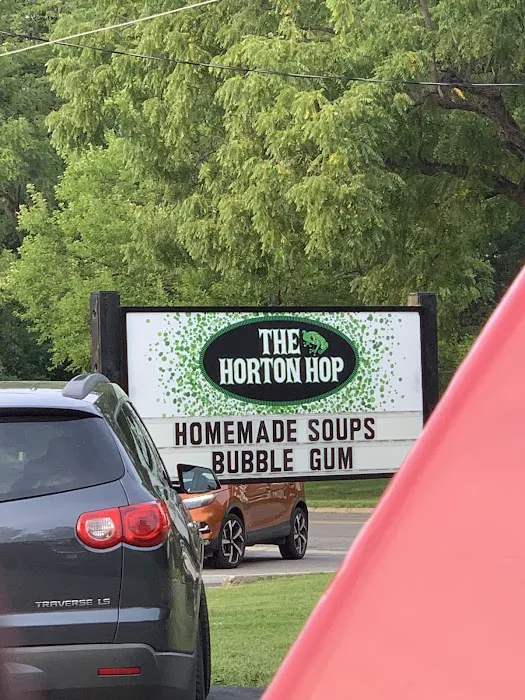 THE
HORTON HOP
HOMEMADE SOUPS
BUBBLE GUM
TRAVERSE LS